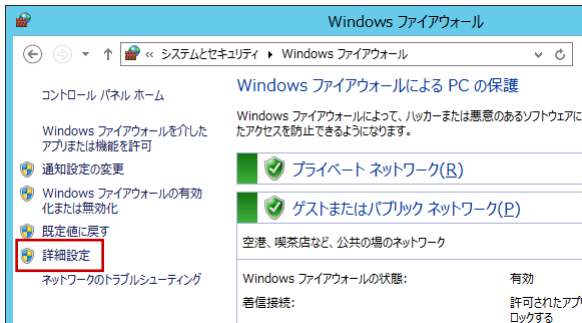 Windows ファイアウォール
« システムとセキュリティ ▸ Windows ファイアウォール
コントロール パネル ホーム
Windows ファイアウォールを介した
アプリまたは機能を許可
通知設定の変更
Windows ファイアウォールの有効
化または無効化
既定値に戻す
詳細設定
ネットワークのトラブルシューティング
Windows ファイアウォールによる PC の保護
Windows ファイアウォールによって、ハッカーまたは悪意のあるソフトウェアに
たアクセスを防止できるようになります。
プライベート ネットワーク(R)
ゲストまたはパブリック ネットワーク(P)
空港、喫茶店など、公共の場のネットワーク
Windows ファイアウォールの状態: 有効
着信接続: 許可されたアプ
ロックする